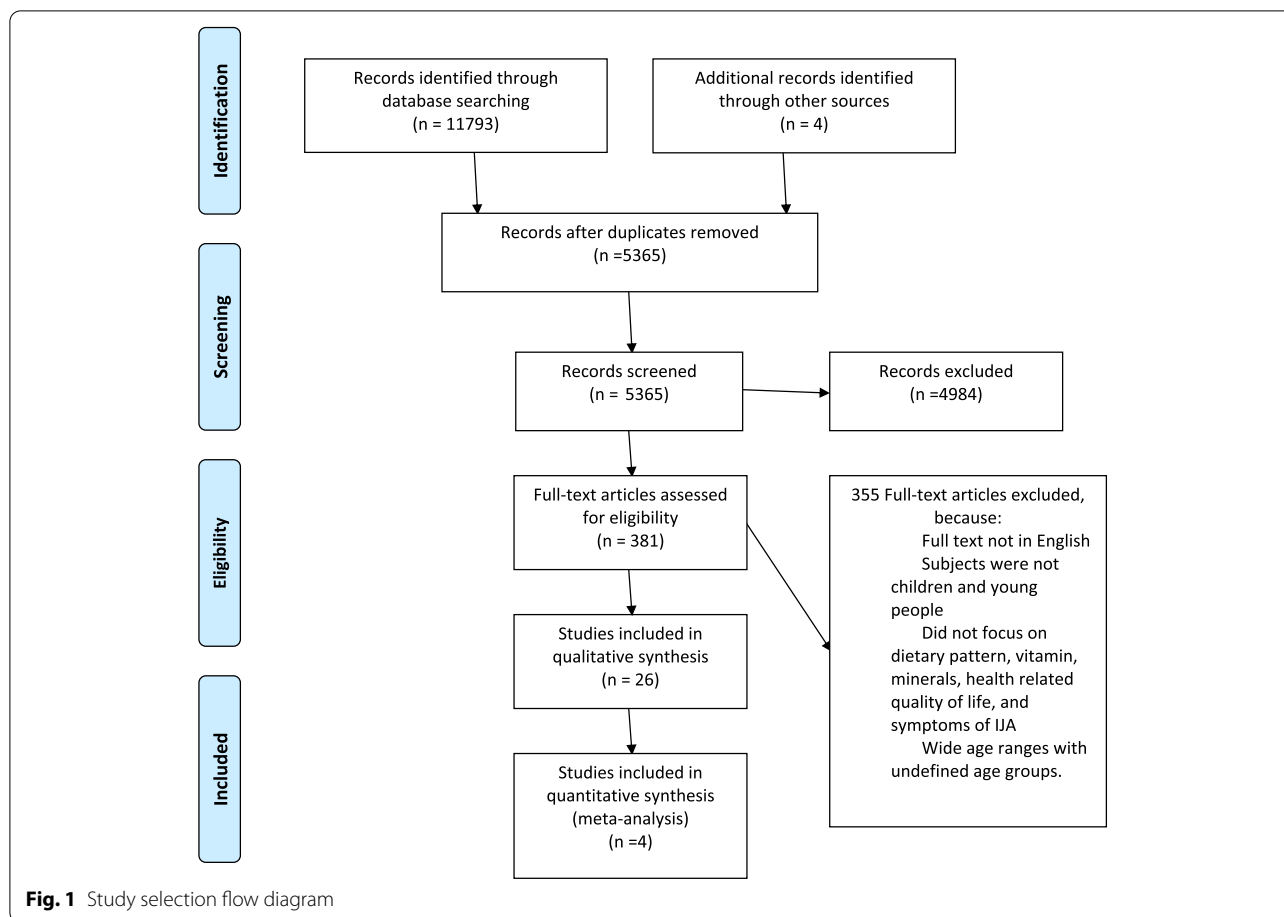 Identification
Records identified through
database searching
(n = 11793)
Additional records identified
through other sources
(n = 4)
Records after duplicates removed
(n =5365)
Screening
Records screened
(n = 5365)
Records excluded
(n =4984)
Eligibility
Full-text articles assessed
for eligibility
(n = 381)
355 Full-text articles excluded,
because:
Full text not in English
Subjects were not
children and young
people
Did not focus on
dietary pattern, vitamin,
minerals, health related
quality of life, and
symptoms of IJA
Wide age ranges with
undefined age groups.
Studies included in
qualitative synthesis
(n = 26)
Included
Studies included in
quantitative synthesis
(meta-analysis)
(n =4)
Fig. 1 Study selection flow diagram